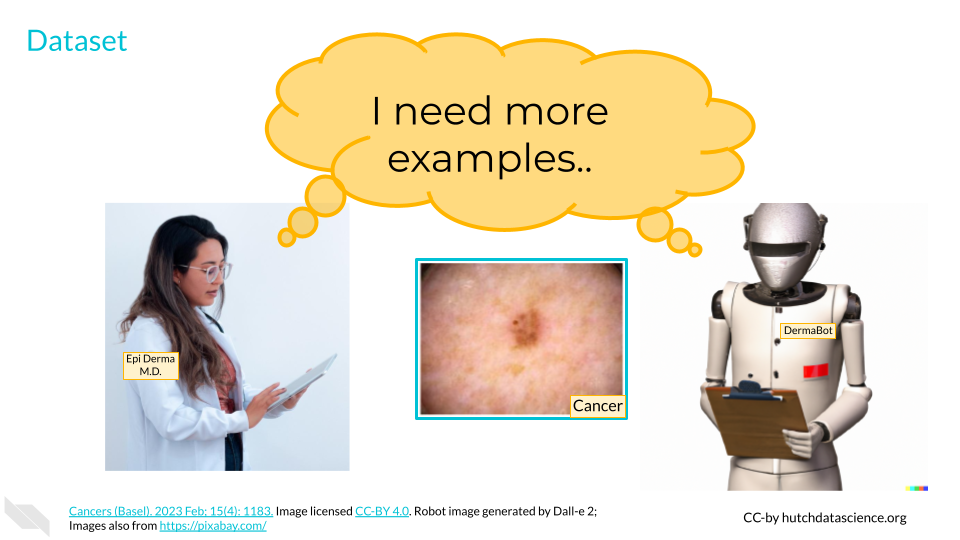 Dataset
I need more
examples..
Epi Derma
M.D.
Cancer
DermaBot
Cancers (Basel). 2023 Feb; 15(4): 1183. Image licensed CC-BY 4.0. Robot image generated by Dall-e 2;
Images also from https://pixabay.com/
CC-by hutchdatascience.org